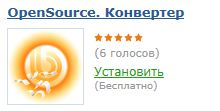 OpenSource. Конвертер
(6 голосов)
Установить
(Бесплатно)